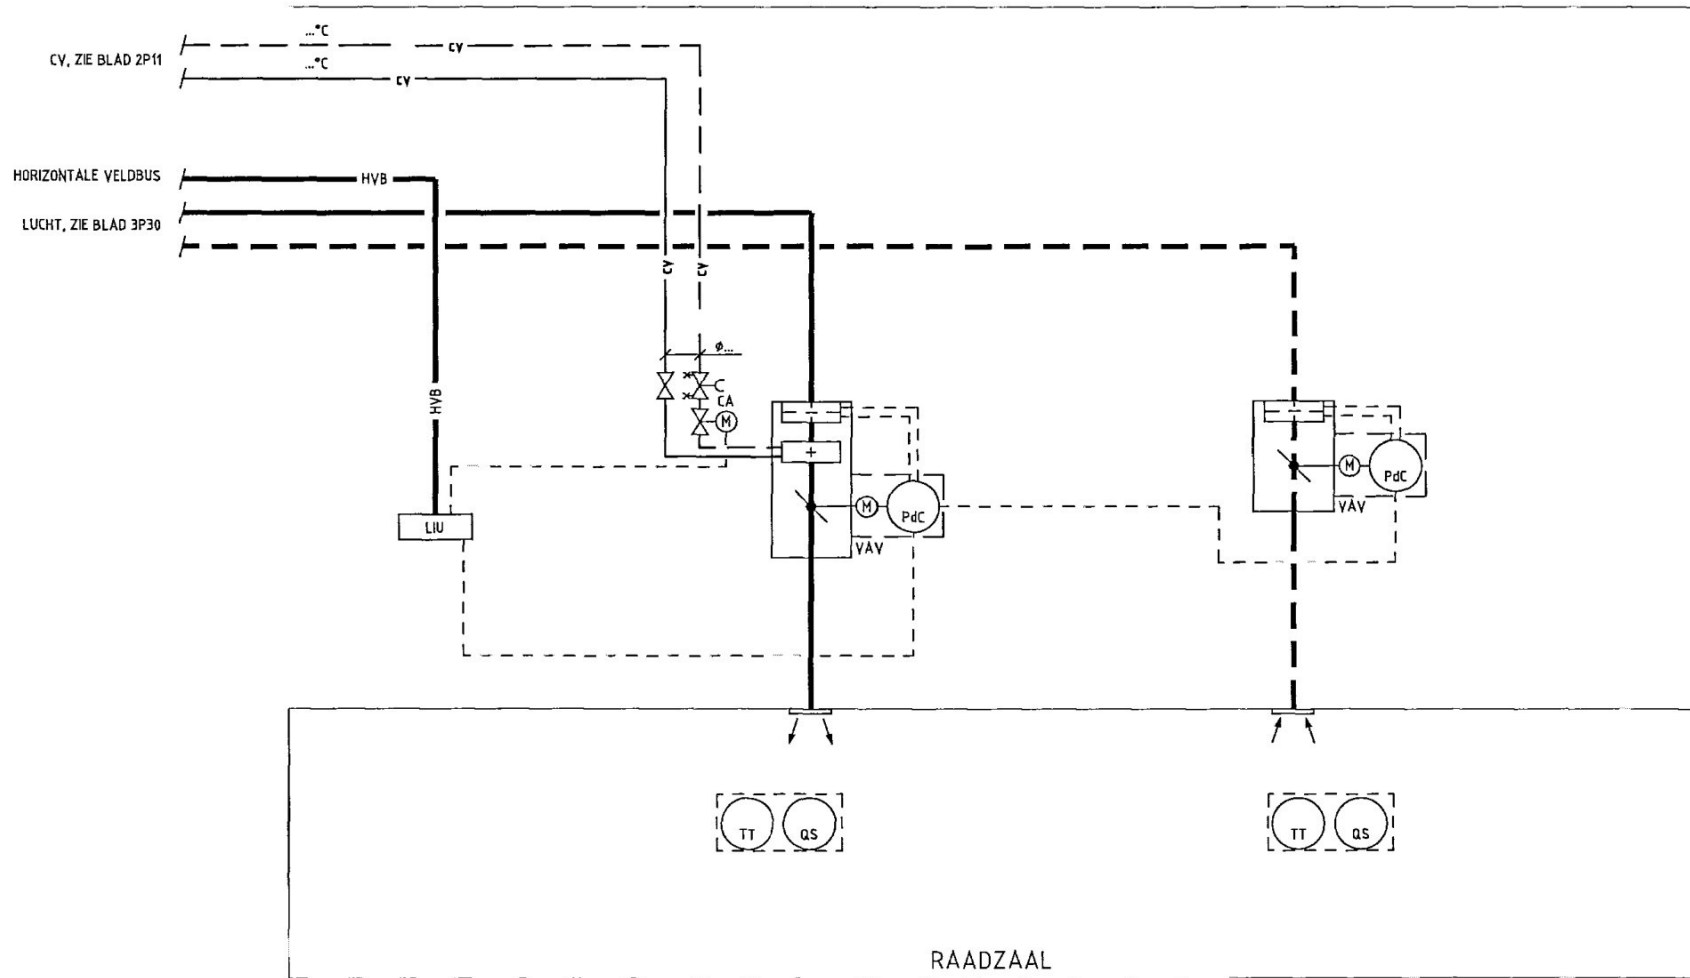 ...°C
CV
CV, ZIE BLAD 2P11
...°C
CV
HORIZONTALE VELDBUS
HVB
LUCHT, ZIE BLAD 3P30
CV
CV
ø...
HVB
C
CA
M
+
M
PdC
VAV
M
PdC
VAV
LIU
TT
QS
TT
QS
RAADZAAL